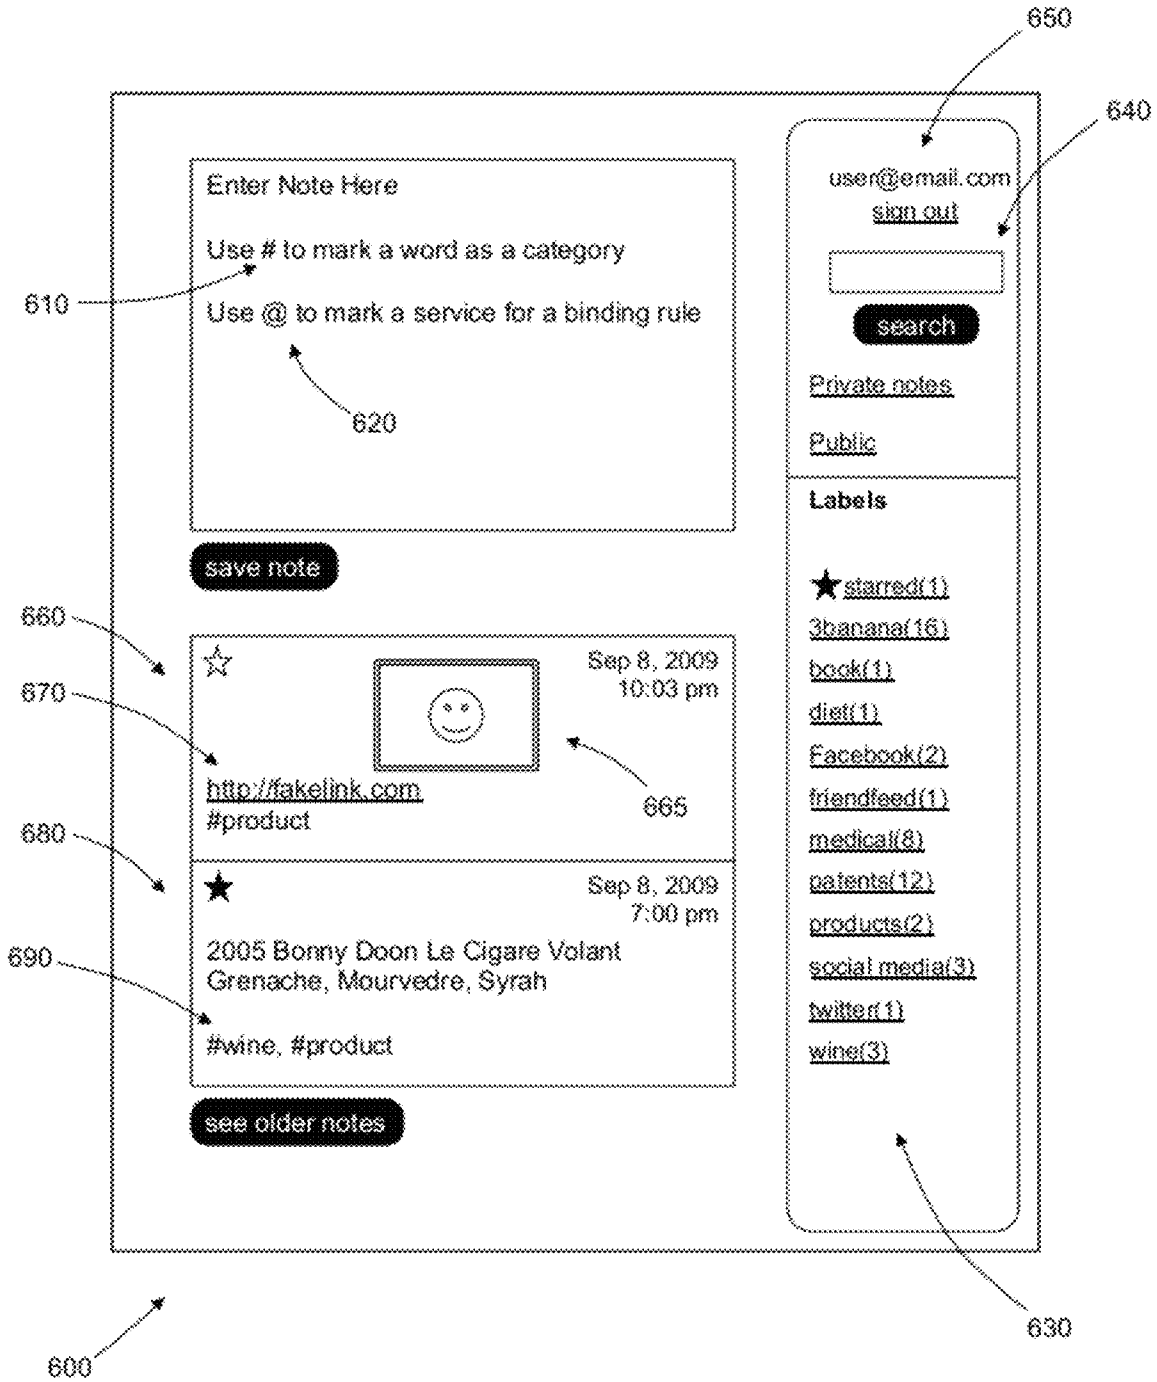 650
640
user@email.com
sign out
search
Private notes
Public
Enter Note Here
Use # to mark a word as a category
610
Use @ to mark a service for a binding rule
620
save note
Labels
starred(1)
3banana(16)
book(1)
diet(1)
Facebook(2)
friendfeed(1)
medical(8)
patents(12)
products(2)
social media(3)
twitter(1)
wine(3)
660
Sep 8, 2009
10:03 pm
670
http://fakelink.com
#product
665
680
Sep 8, 2009
7:00 pm
690
2005 Bonny Doon Le Cigare Volant
Grenache, Mourvedre, Syrah
#wine, #product
see older notes
630
600